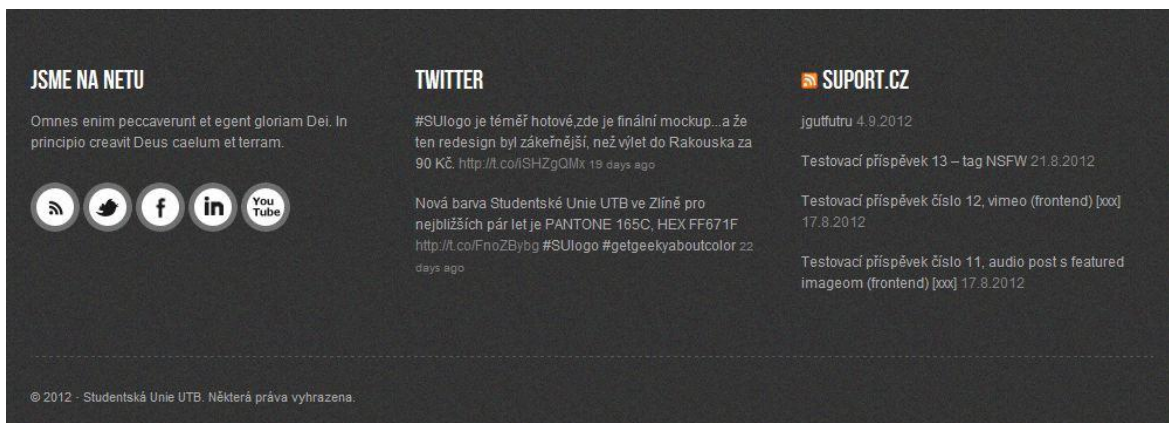 JSME NA NETU
Omnes enim peccaverunt et egent gloriam Dei. In
principio creavit Deus caelum et terram.
You
Tube
TWITTER
#SUlogo je téměř hotové,zde je finální mockup...a že
ten redesign byl zákeřnější, než výlet do Rakouska za
90 Kč. http://t.co/iSHZgQMx 19 days ago
Nová barva Studentské Unie UTB ve Zlíně pro
nejbližších pár let je PANTONE 165C, HEX FF671F
http://t.co/FnoZBybg #SUlogo #getgeekyaboutcolor 22
days ago
SUPORT.CZ
jgutfutru 4.9.2012
Testovací příspěvek 13 – tag NSFW 21.8.2012
Testovací příspěvek číslo 12, vimeo (frontend) [xxx]
17.8.2012
Testovací příspěvek číslo 11, audio post s featured
imageom (frontend) [xxx] 17.8.2012
© 2012 · Studentská Unie UTB. Některá práva vyhrazena.